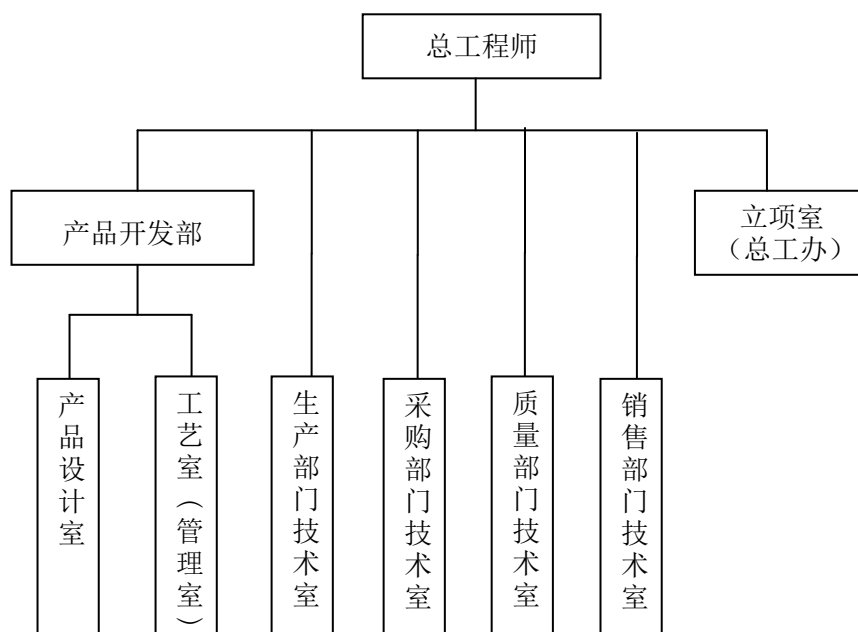 总工程师
产品开发部
立项室
（总工办）
产品设计室
工艺室（管理室）
生产部门技术室
采购部门技术室
质量部门技术室
销售部门技术室